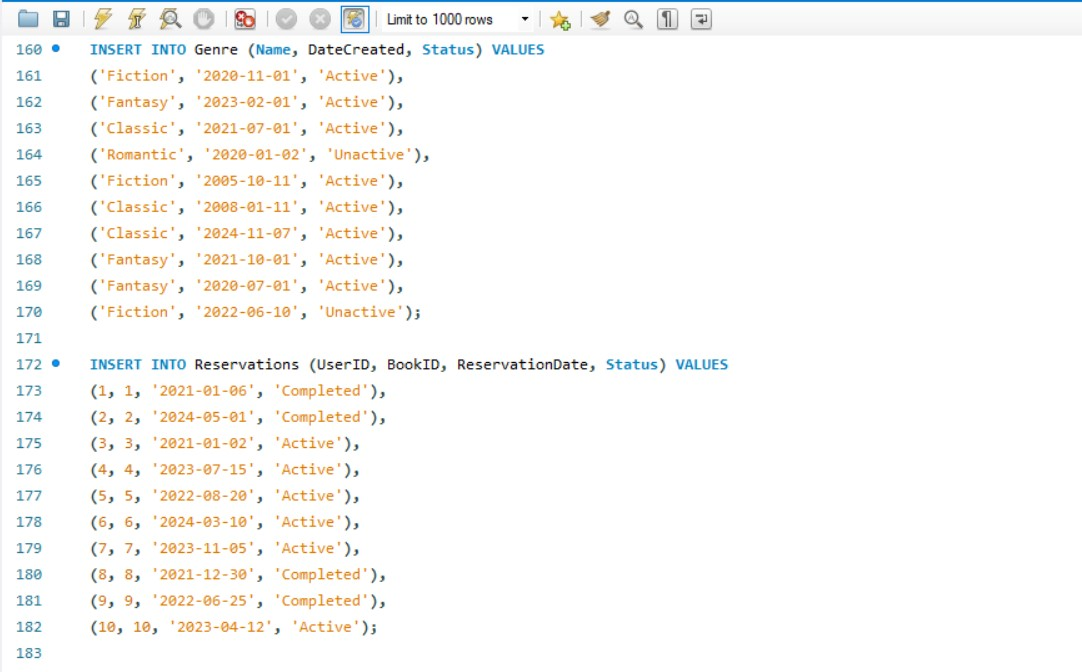 Limit to 1000 rows
160 INSERT INTO Genre (Name, DateCreated, Status) VALUES
161 ('Fiction', '2020-11-01', 'Active'),
162 ('Fantasy', '2023-02-01', 'Active'),
163 ('Classic', '2021-07-01', 'Active'),
164 ('Romantic', '2020-01-02', 'Unactive'),
165 ('Fiction', '2005-10-11', 'Active'),
166 ('Classic', '2008-01-11', 'Active'),
167 ('Classic', '2024-11-07', 'Active'),
168 ('Fantasy', '2021-10-01', 'Active'),
169 ('Fantasy', '2020-07-01', 'Active'),
170 ('Fiction', '2022-06-10', 'Unactive');
171
172 INSERT INTO Reservations (UserID, BookID, ReservationDate, Status) VALUES
173 (1, 1, '2021-01-06', 'Completed'),
174 (2, 2, '2024-05-01', 'Completed'),
175 (3, 3, '2021-01-02', 'Active'),
176 (4, 4, '2023-07-15', 'Active'),
177 (5, 5, '2022-08-20', 'Active'),
178 (6, 6, '2024-03-10', 'Active'),
179 (7, 7, '2023-11-05', 'Active'),
180 (8, 8, '2021-12-30', 'Completed'),
181 (9, 9, '2022-06-25', 'Completed'),
182 (10, 10, '2023-04-12', 'Active');
183